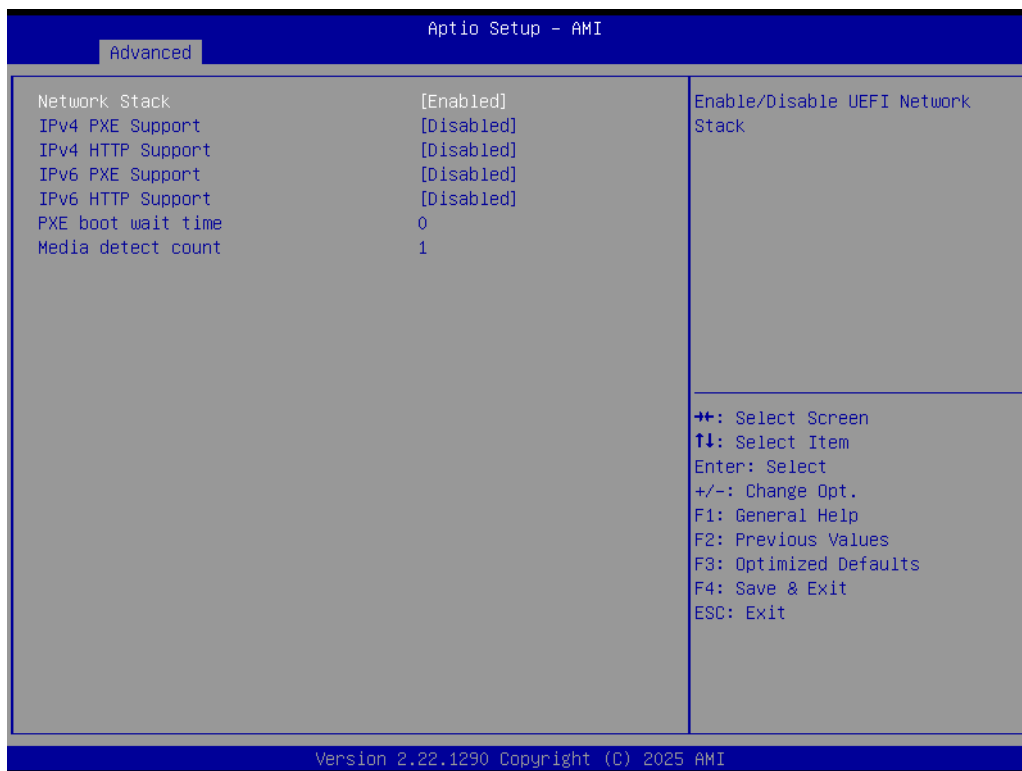 Aptio Setup – AMI
Advanced
Network Stack [Enabled]
IPv4 PXE Support [Disabled]
IPv4 HTTP Support [Disabled]
IPv6 PXE Support [Disabled]
IPv6 HTTP Support [Disabled]
PXE boot wait time 0
Media detect count 1
Enable/Disable UEFI Network
Stack
→←: Select Screen
↑↓: Select Item
Enter: Select
+/-: Change Opt.
F1: General Help
F2: Previous Values
F3: Optimized Defaults
F4: Save & Exit
ESC: Exit
Version 2.22.1290 Copyright (C) 2025 AMI